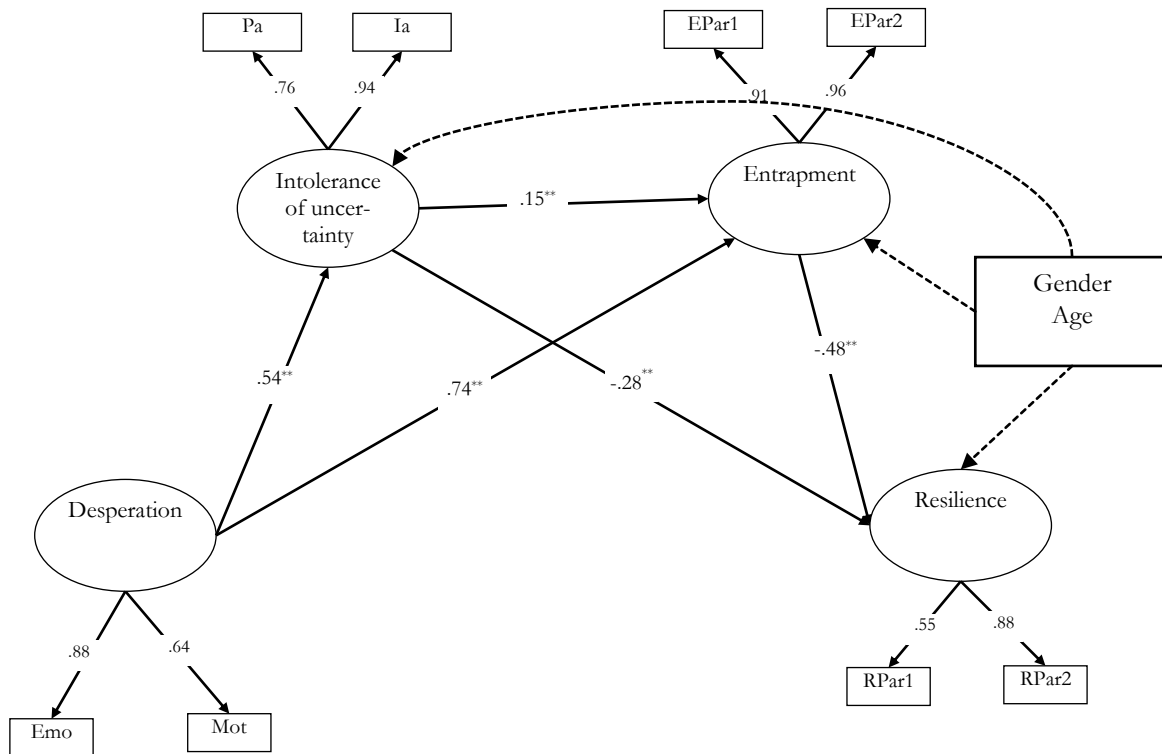 Pa
Ia
EPar1
EPar2
.76
.94
.91
.96
Intolerance
of uncer-
tainty
Entrapment
.15**
Gender
Age
.54**
.74**
-.28**
-.48**
Desperation
Resilience
.88
.64
.55
.88
Emo
Mot
RPar1
RPar2